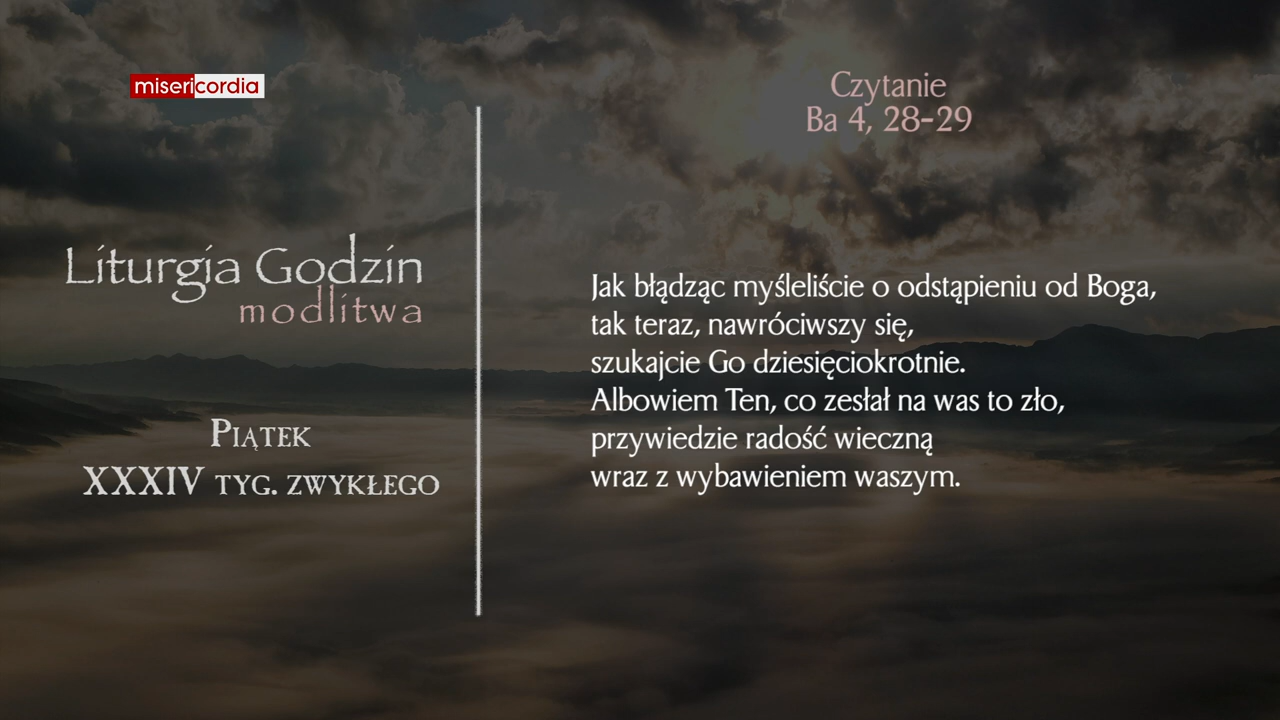 misericordia
Liturgia Godzin
modlitwa
Piątek
XXXIV tyg. zwykłego
Czytanie
Ba 4, 28-29
Jak błądząc myśleliście o odstąpieniu od Boga,
tak teraz, nawróciwszy się,
szukajcie Go dziesięciokrotnie.
Albowiem Ten, co zesłał na was to zło,
przywiedzie radość wieczną
wraz z wybawieniem waszym.